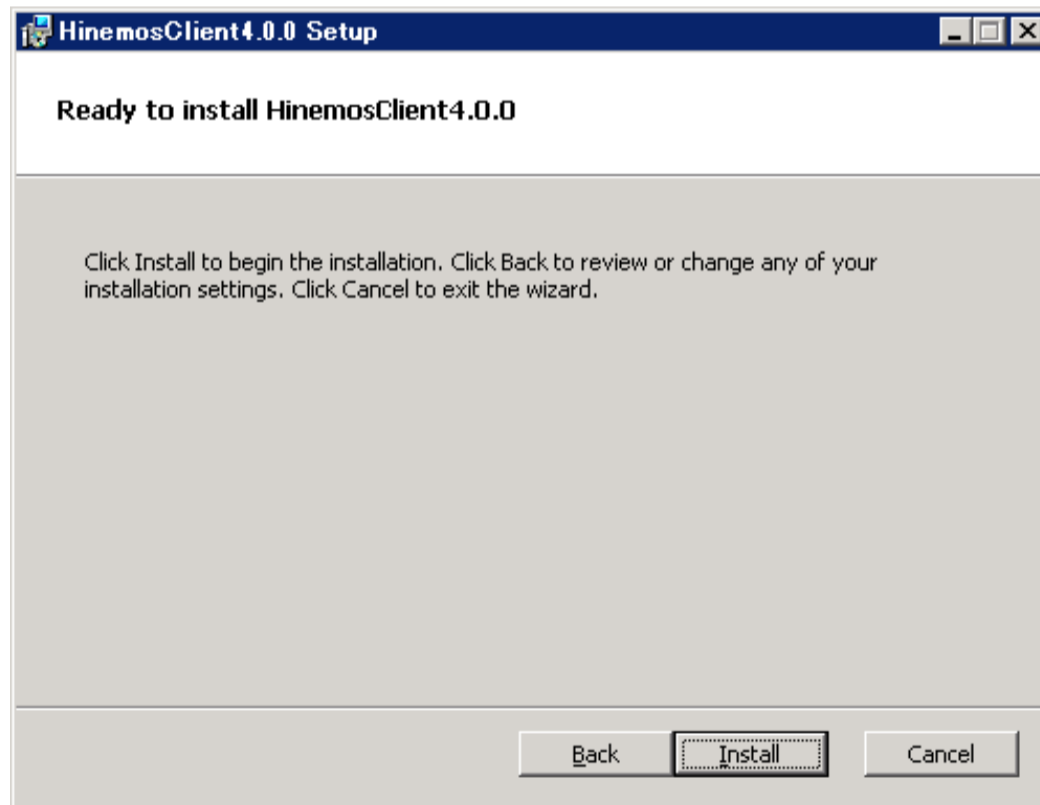 HinemosClient4.0.0 Setup
Ready to install HinemosClient4.0.0
Click Install to begin the installation. Click Back to review or change any of your
installation settings. Click Cancel to exit the wizard.
Back Install Cancel